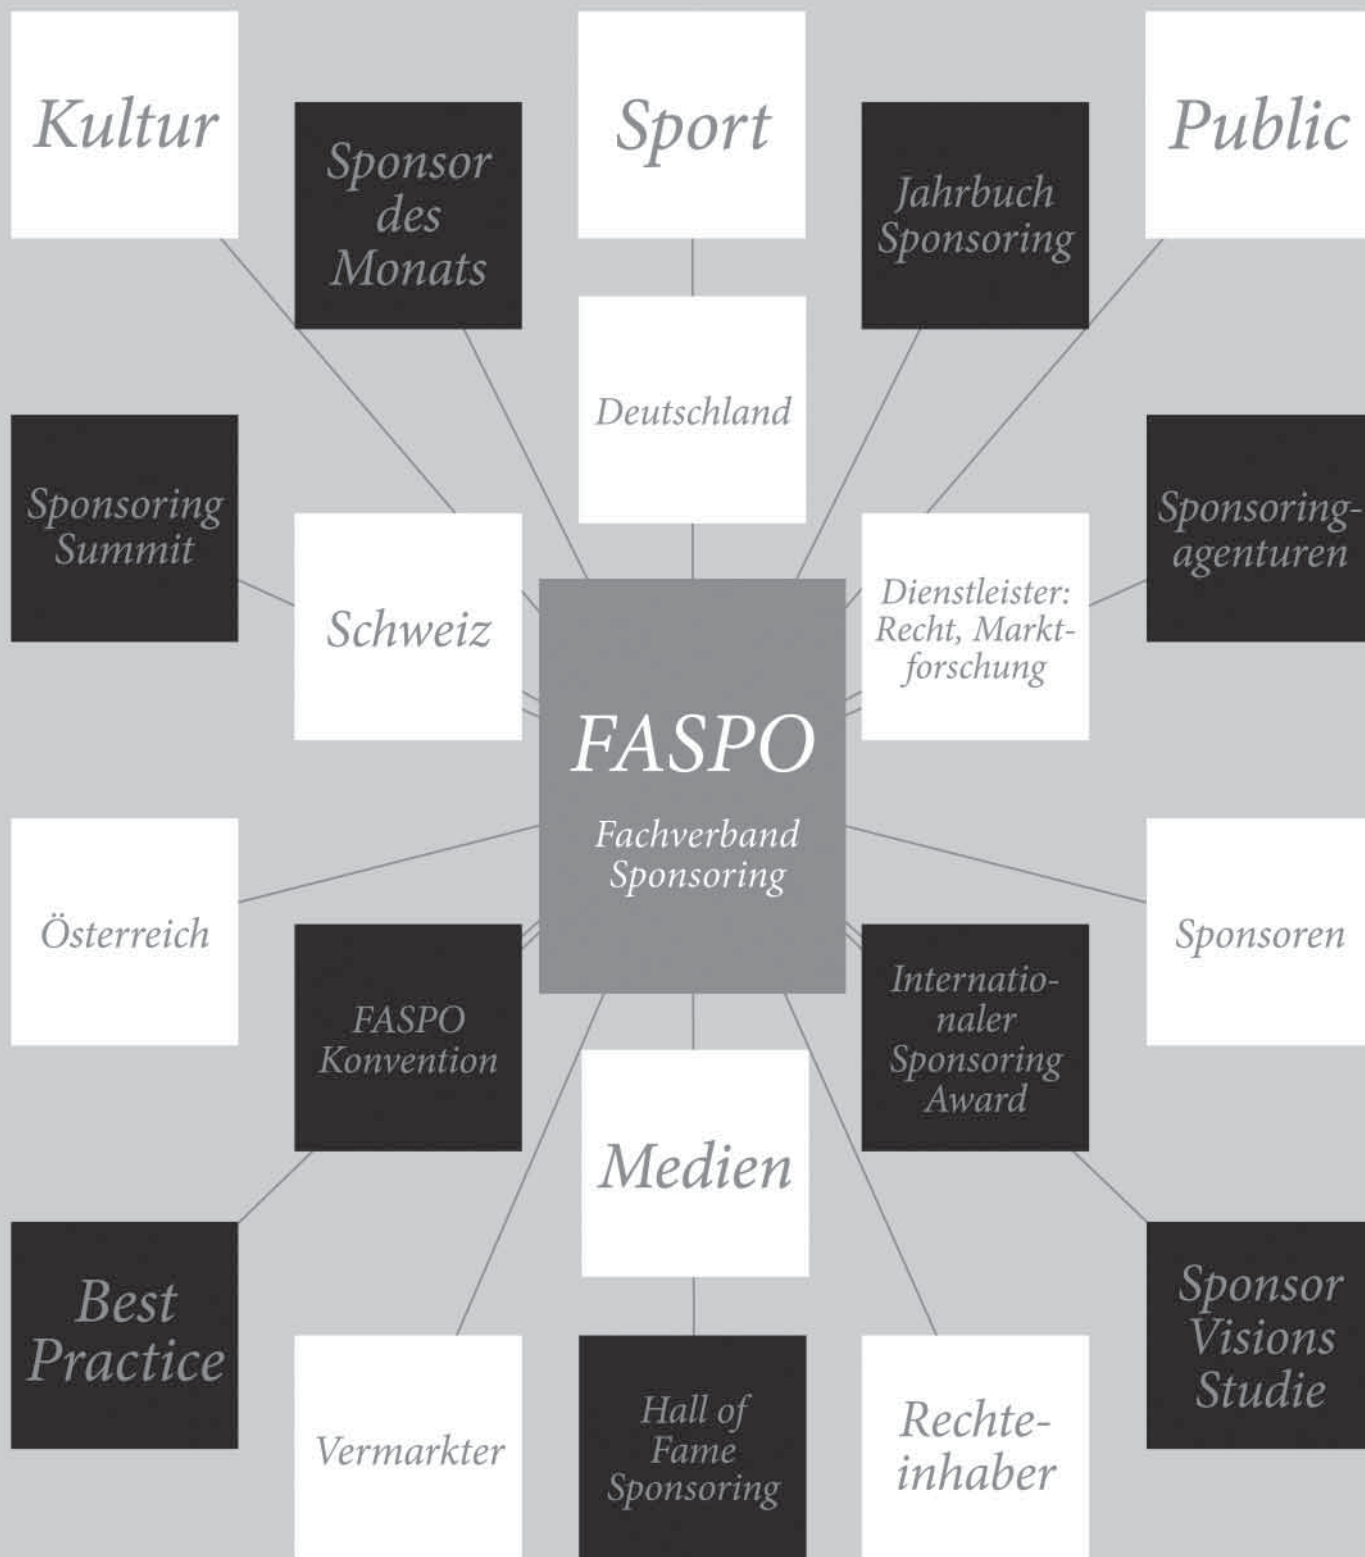 Kultur
Sponsor
des
Monats
Sport
Jahrbuch
Sponsoring
Public
Deutschland
Sponsoring
Summit
Schweiz
Dienstleister:
Recht, Markt-
forschung
Sponsoring-
agenturen
FASPO
Fachverband
Sponsoring
Österreich
FASPO
Konvention
Internatio-
naler
Sponsoring
Award
Sponsoren
Medien
Best
Practice
Vermarkter
Hall of
Fame
Sponsoring
Rechte-
inhaber
Sponsor
Visions
Studie